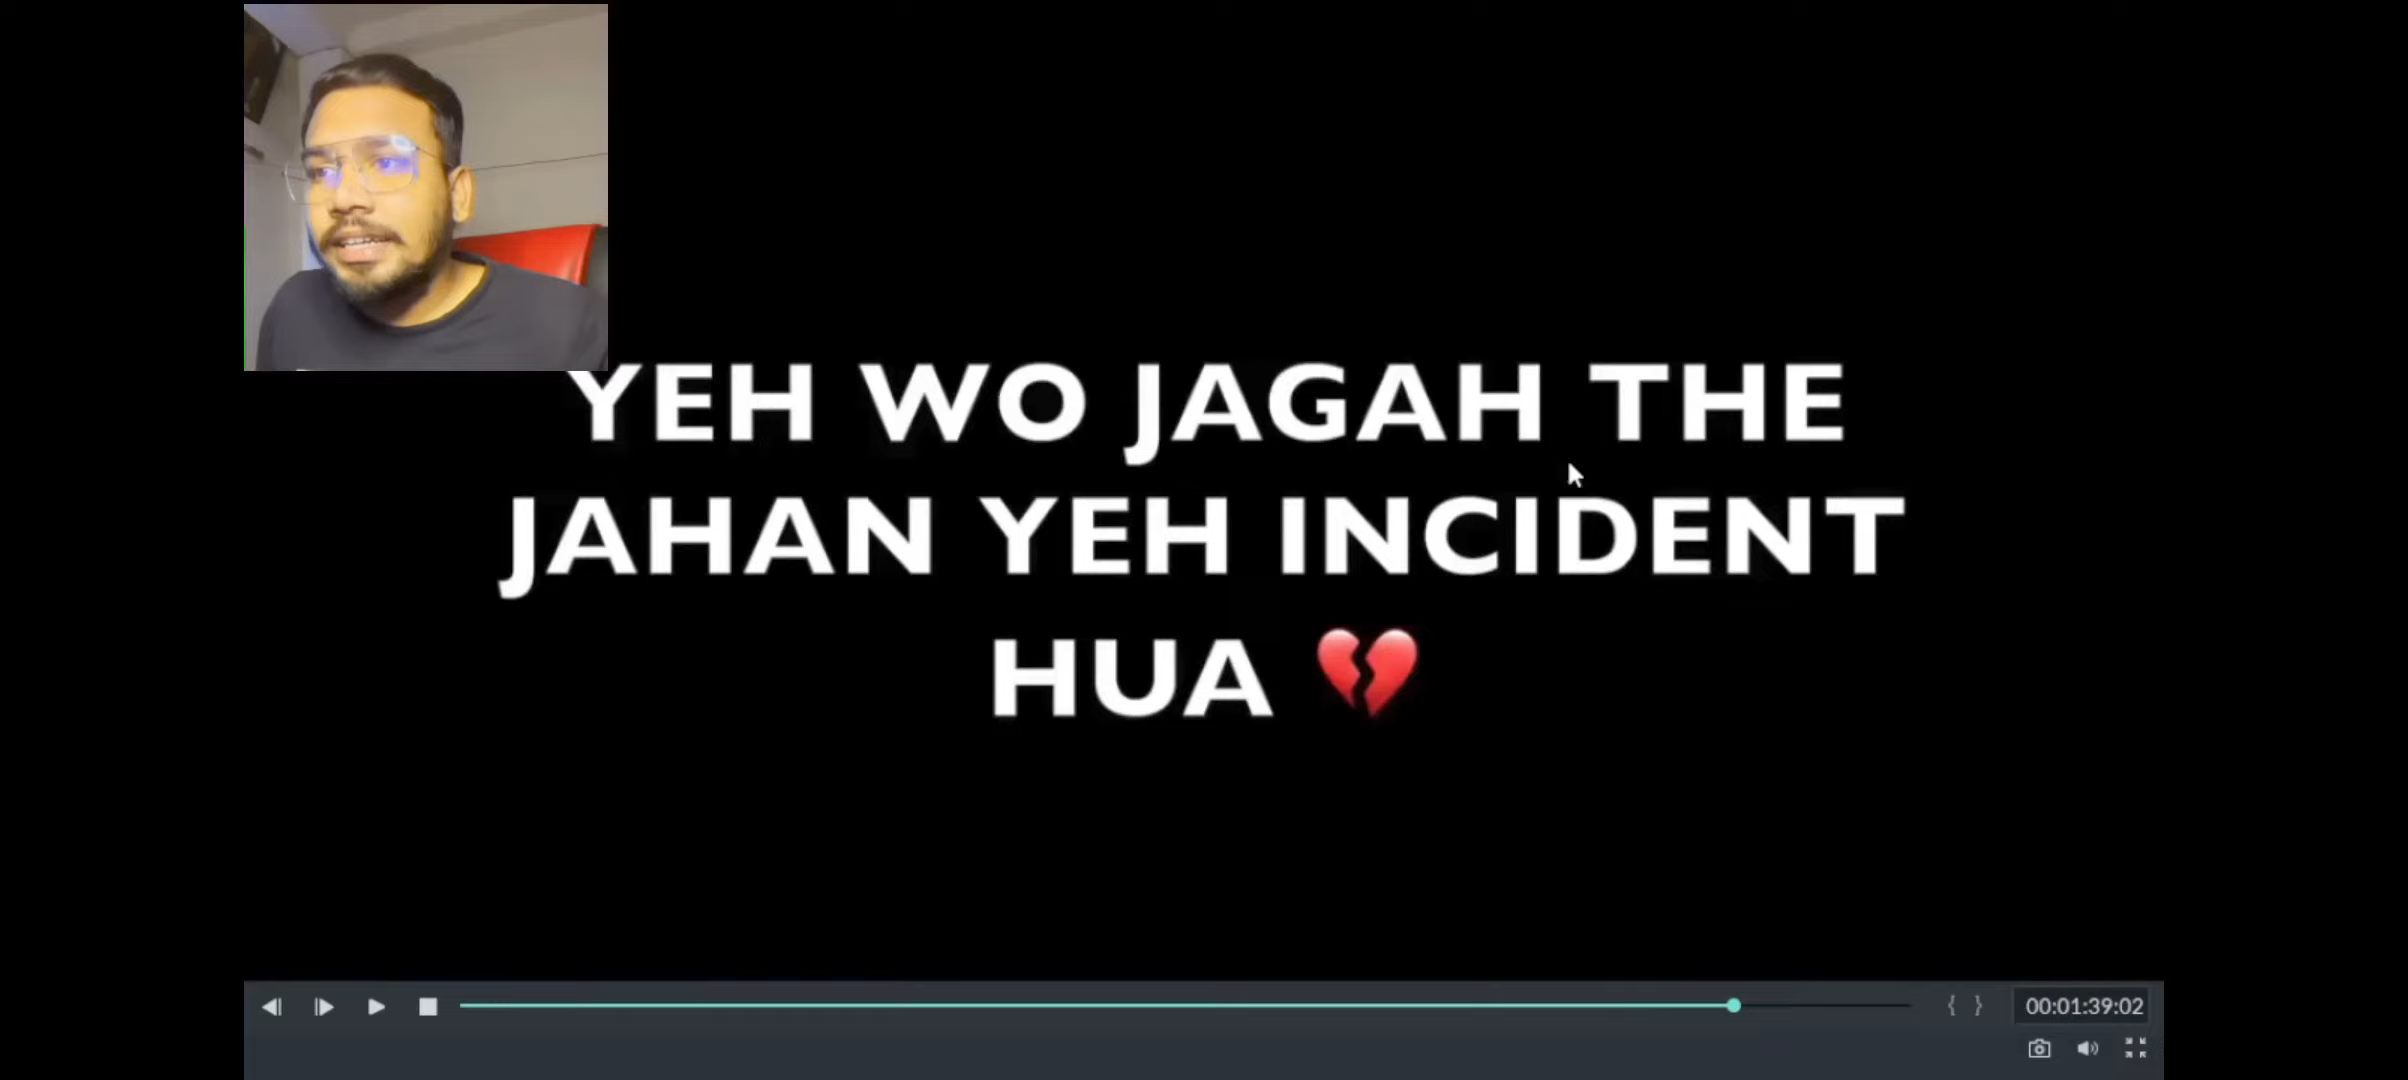 YEH WO JAGAH THE
JAHAN YEH INCIDENT
HUA 💔
{ } 00:01:39:02